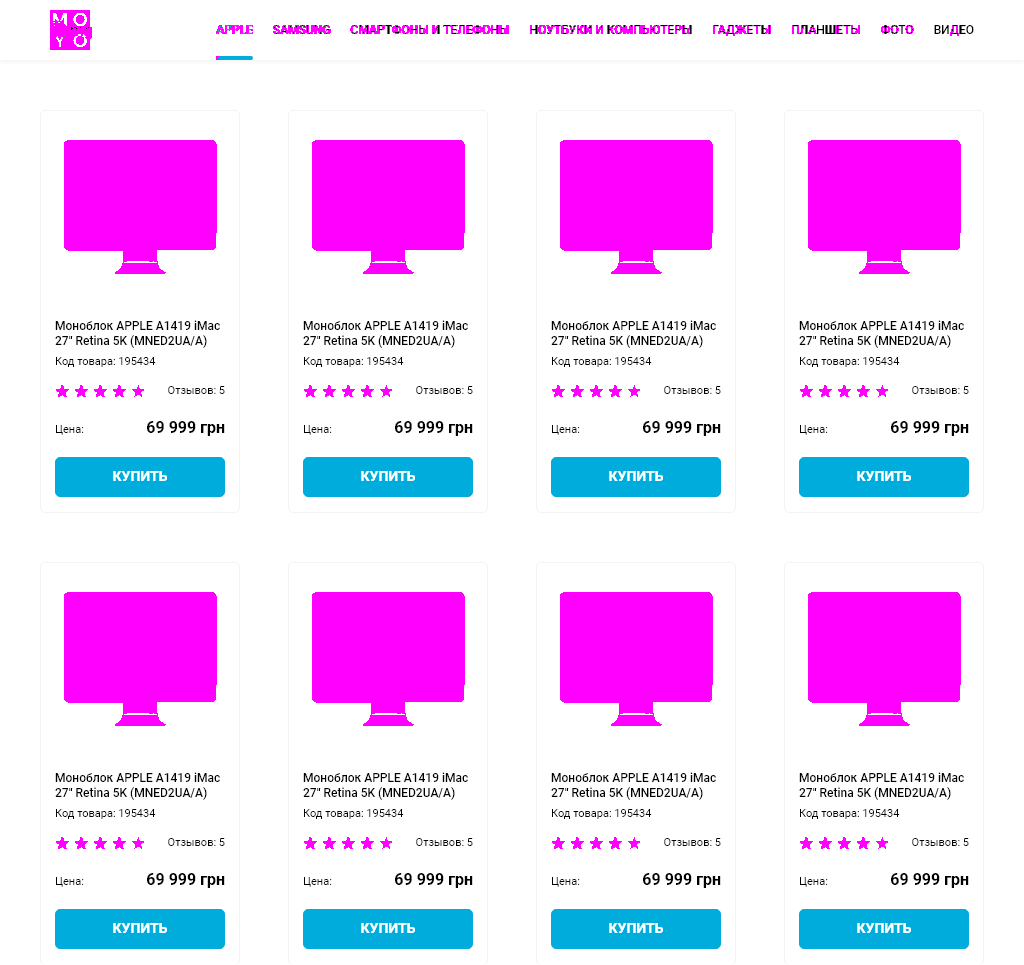 MO
YO
APPLE SAMSUNG СМАРТФОНЫ И ТЕЛЕФОНЫ НОУТБУКИ И КОМПЬЮТЕРЫ ГАДЖЕТЫ ПЛАНШЕТЫ ФОТО ВИДЕО
Моноблок APPLE A1419 iMac
27" Retina 5K (MNED2UA/A)
Код товара: 195434
Отзывов: 5
Цена: 69 999 грн
КУПИТЬ
Моноблок APPLE A1419 iMac
27" Retina 5K (MNED2UA/A)
Код товара: 195434
Отзывов: 5
Цена: 69 999 грн
КУПИТЬ
Моноблок APPLE A1419 iMac
27" Retina 5K (MNED2UA/A)
Код товара: 195434
Отзывов: 5
Цена: 69 999 грн
КУПИТЬ
Моноблок APPLE A1419 iMac
27" Retina 5K (MNED2UA/A)
Код товара: 195434
Отзывов: 5
Цена: 69 999 грн
КУПИТЬ
Моноблок APPLE A1419 iMac
27" Retina 5K (MNED2UA/A)
Код товара: 195434
Отзывов: 5
Цена: 69 999 грн
КУПИТЬ
Моноблок APPLE A1419 iMac
27" Retina 5K (MNED2UA/A)
Код товара: 195434
Отзывов: 5
Цена: 69 999 грн
КУПИТЬ
Моноблок APPLE A1419 iMac
27" Retina 5K (MNED2UA/A)
Код товара: 195434
Отзывов: 5
Цена: 69 999 грн
КУПИТЬ
Моноблок APPLE A1419 iMac
27" Retina 5K (MNED2UA/A)
Код товара: 195434
Отзывов: 5
Цена: 69 999 грн
КУПИТЬ